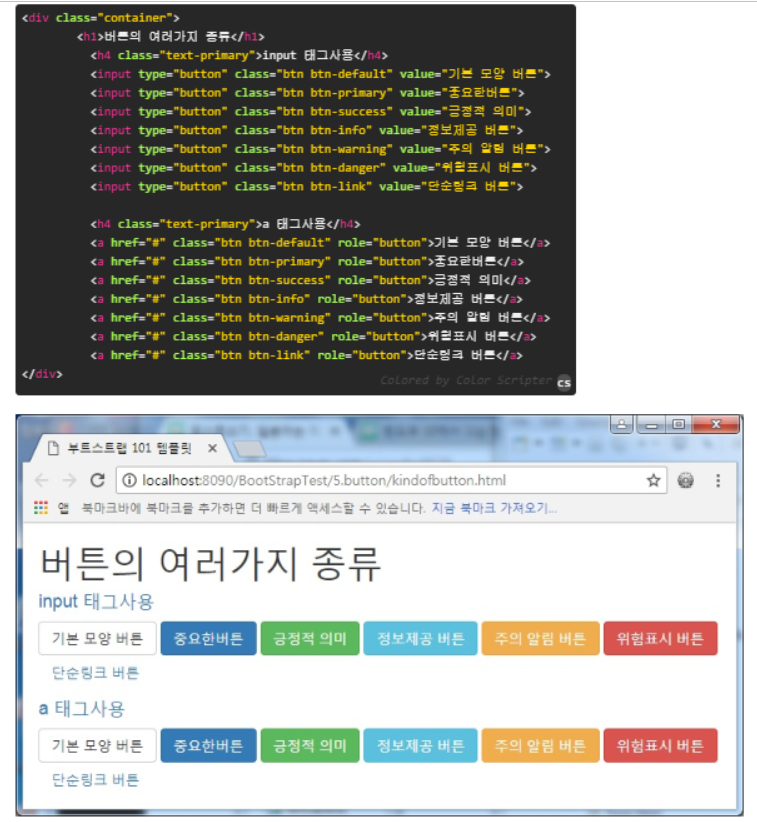 <div class="container">
<h1>버튼의 여러가지 종류</h1>
<h4 class="text-primary">input 태그사용</h4>
<input type="button" class="btn btn-default" value="기본 모양 버튼">
<input type="button" class="btn btn-primary" value="중요한버튼">
<input type="button" class="btn btn-success" value="긍정적 의미">
<input type="button" class="btn btn-info" value="정보제공 버튼">
<input type="button" class="btn btn-warning" value="주의 알림 버튼">
<input type="button" class="btn btn-danger" value="위험표시 버튼">
<input type="button" class="btn btn-link" value="단순링크 버튼">
<h4 class="text-primary">a 태그사용</h4>
<a href="#" class="btn btn-default" role="button">기본 모양 버튼</a>
<a href="#" class="btn btn-primary" role="button">중요한버튼</a>
<a href="#" class="btn btn-success" role="button">긍정적 의미</a>
<a href="#" class="btn btn-info" role="button">정보제공 버튼</a>
<a href="#" class="btn btn-warning" role="button">주의 알림 버튼</a>
<a href="#" class="btn btn-danger" role="button">위험표시 버튼</a>
<a href="#" class="btn btn-link" role="button">단순링크 버튼</a>
</div>
Colored by Color Scripter cs
부트스트랩 101 템플릿
localhost:8090/BootStrapTest/5.button/kindofbutton.html
앱 북마크바에 북마크를 추가하면 더 빠르게 액세스할 수 있습니다. 지금 북마크 가져오기...
버튼의 여러가지 종류
input 태그사용
기본 모양 버튼 중요한버튼 긍정적 의미 정보제공 버튼 주의 알림 버튼 위험표시 버튼
단순링크 버튼
a 태그사용
기본 모양 버튼 중요한버튼 긍정적 의미 정보제공 버튼 주의 알림 버튼 위험표시 버튼
단순링크 버튼